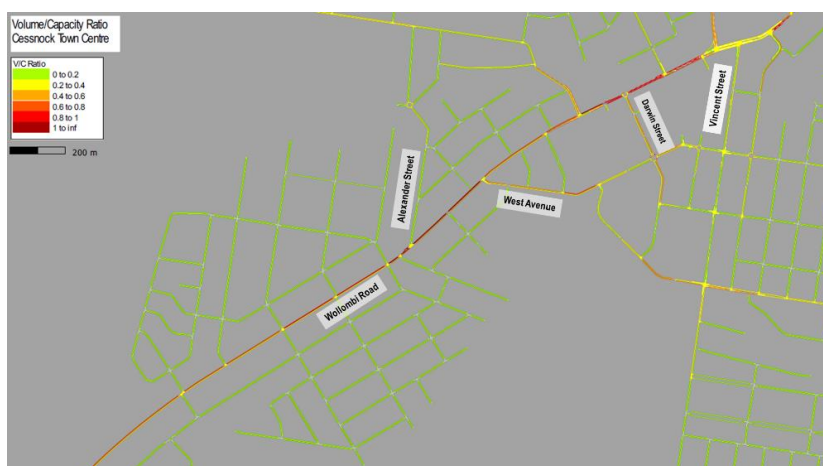 Volume/Capacity Ratio
Cessnock Town Centre
V/C Ratio
0 to 0.2
0.2 to 0.4
0.4 to 0.6
0.6 to 0.8
0.8 to 1
1 to inf
200 m
Vincent Street
Darwin Street
Alexander Street
West Avenue
Wollombi Road